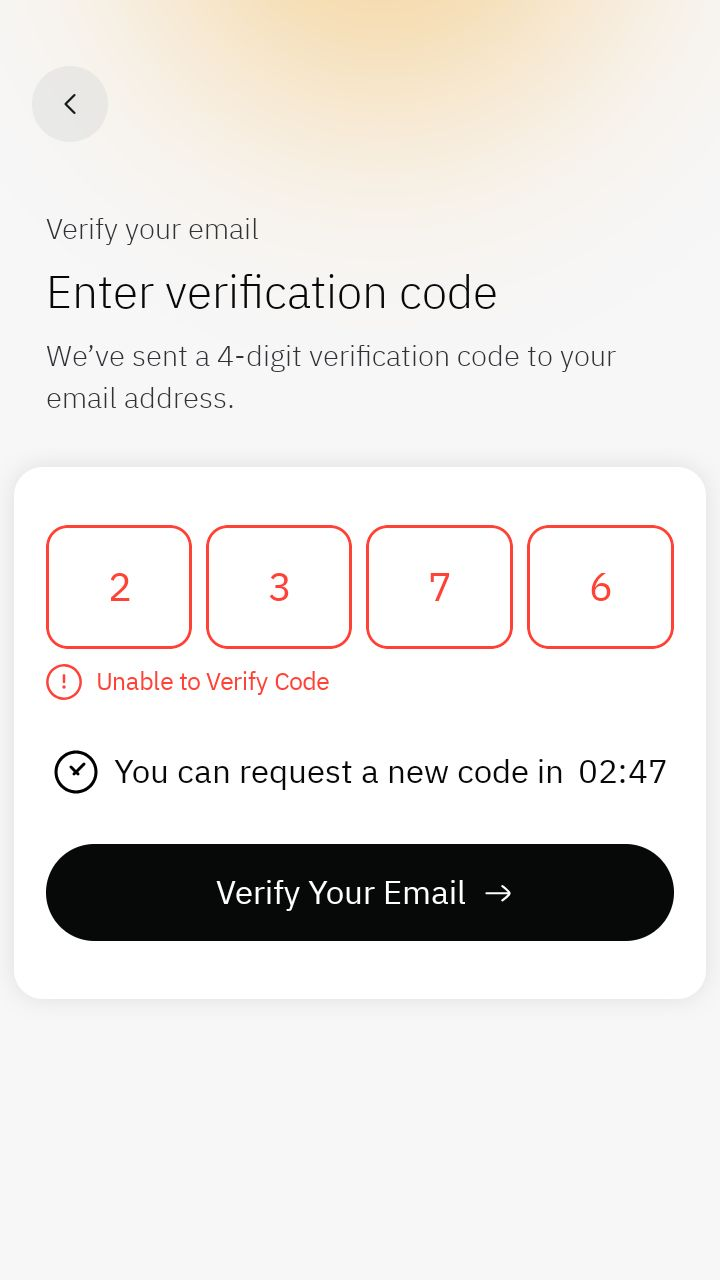 Verify your email
Enter verification code
We’ve sent a 4-digit verification code to your
email address.
2 3 7 6
Unable to Verify Code
You can request a new code in 02:47
Verify Your Email →